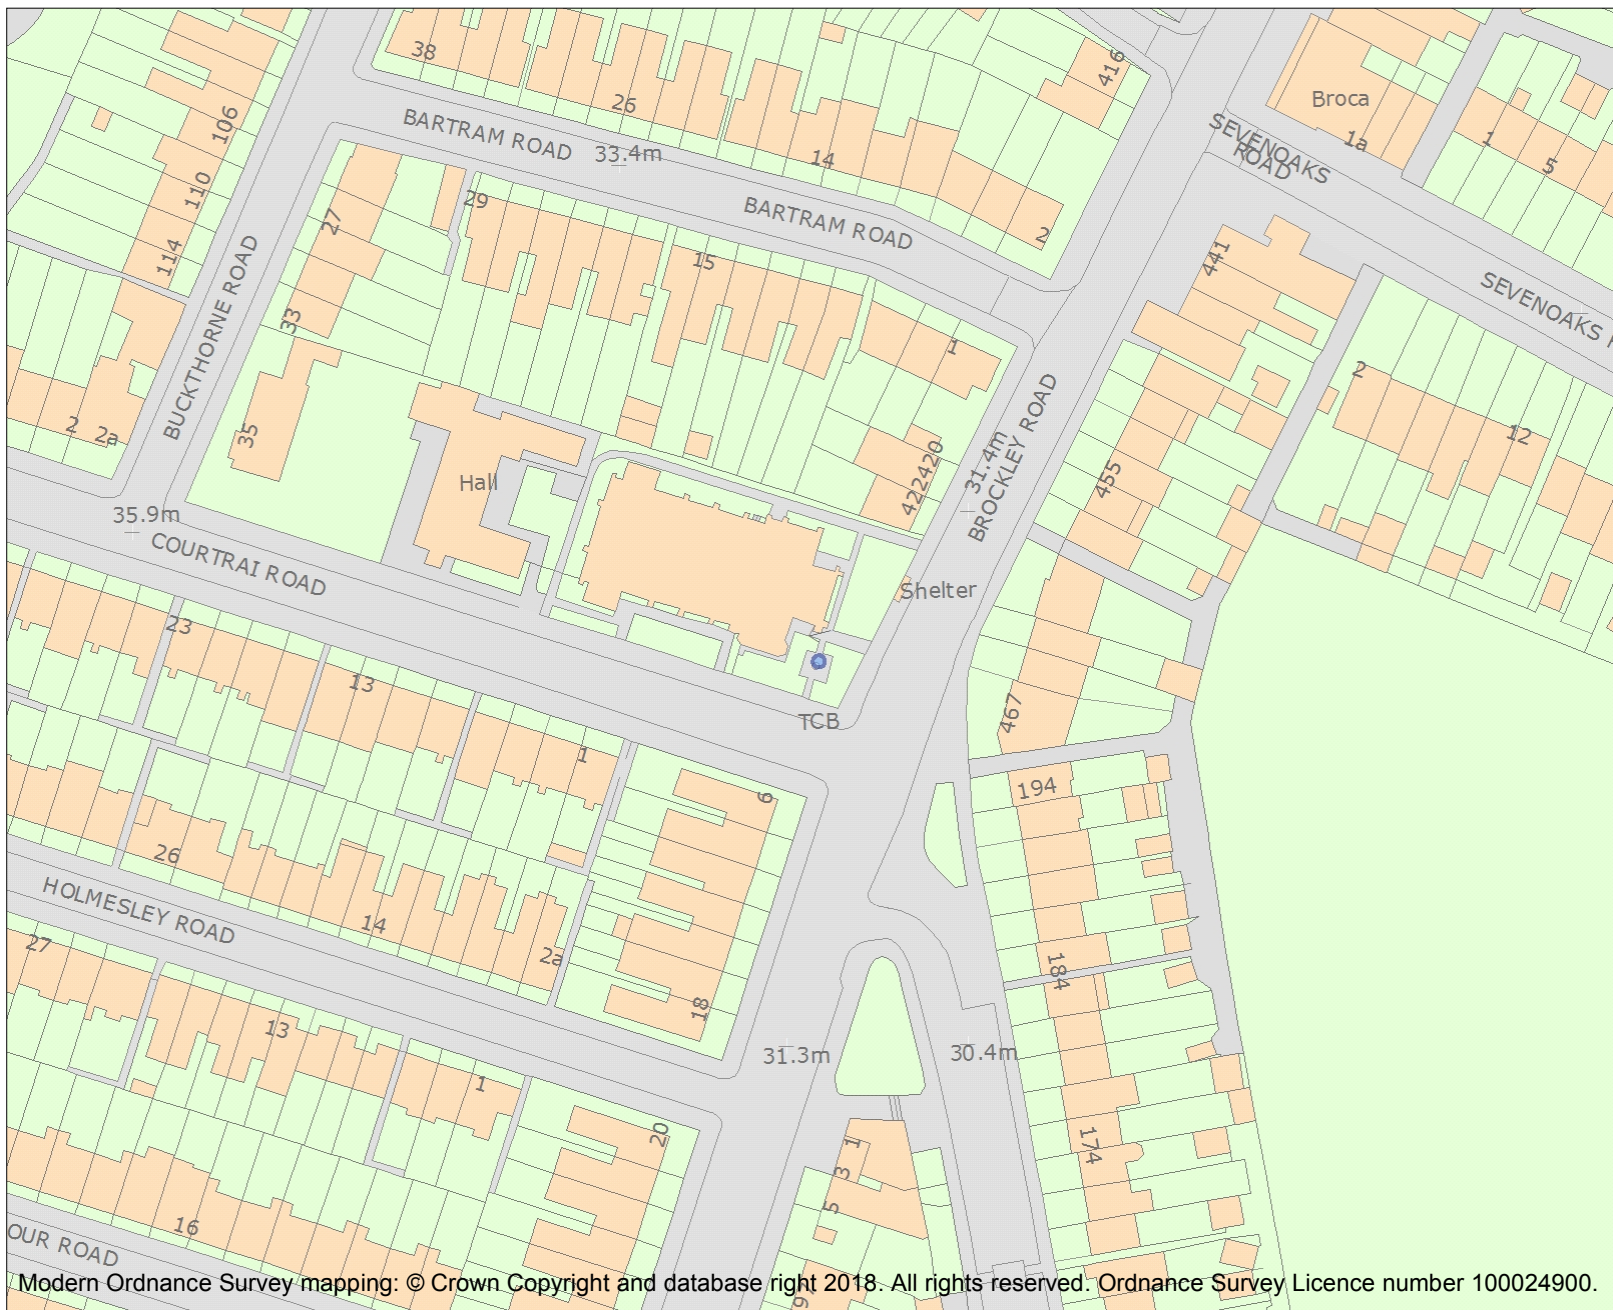 38
26
416
Broca
1a
1
5
106
BARTRAM ROAD
33.4m
14
SEVENOAKS
ROAD
110
29
27
BARTRAM ROAD
2
114
15
441
SEVENOAKS R
BUCKTHORNE ROAD
33
1
2
2
2a
35
BROCKLEY ROAD
31.4m
12
Hall
422420
455
35.9m
COURTRAI ROAD
Shelter
23
13
467
TCB
1
194
6
26
HOLMESLEY ROAD
14
2a
27
184
18
13
31.3m
30.4m
1
20
1
3
174
5
16
OUR ROAD
Modern Ordnance Survey mapping: © Crown Copyright and database right 2018. All rights reserved. Ordnance Survey Licence number 100024900.